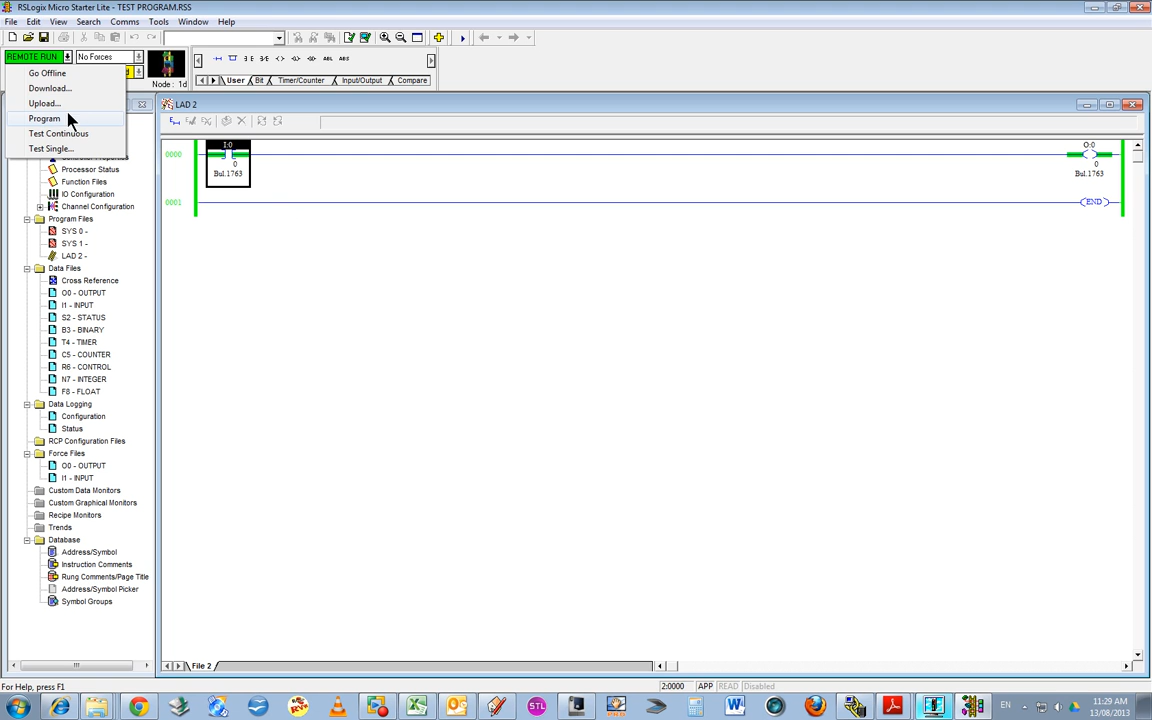 RSLogix Micro Starter Lite - TEST PROGRAM.RSS
File Edit View Search Comms Tools Window Help
REMOTE RUN No Forces
Node: 1d
User Bit Timer/Counter Input/Output Compare
Go Offline
Download...
Upload...
Program
Test Continuous
Test Single...
LAD 2
Processor Status
Function Files
IO Configuration
Channel Configuration
Program Files
SYS 0 -
SYS 1 -
LAD 2 -
Data Files
Cross Reference
O0 - OUTPUT
I1 - INPUT
S2 - STATUS
B3 - BINARY
T4 - TIMER
C5 - COUNTER
R6 - CONTROL
N7 - INTEGER
F8 - FLOAT
Data Logging
Configuration
Status
RCP Configuration Files
Force Files
O0 - OUTPUT
I1 - INPUT
Custom Data Monitors
Custom Graphical Monitors
Recipe Monitors
Trends
Database
Address/Symbol
Instruction Comments
Rung Comments/Page Title
Address/Symbol Picker
Symbol Groups
0000
I:0
0
Bul.1763
O:0
0
Bul.1763
0001
END
File 2
For Help, press F1
2:0000 APP READ Disabled
STL
EN
11:29 AM
13/08/2013